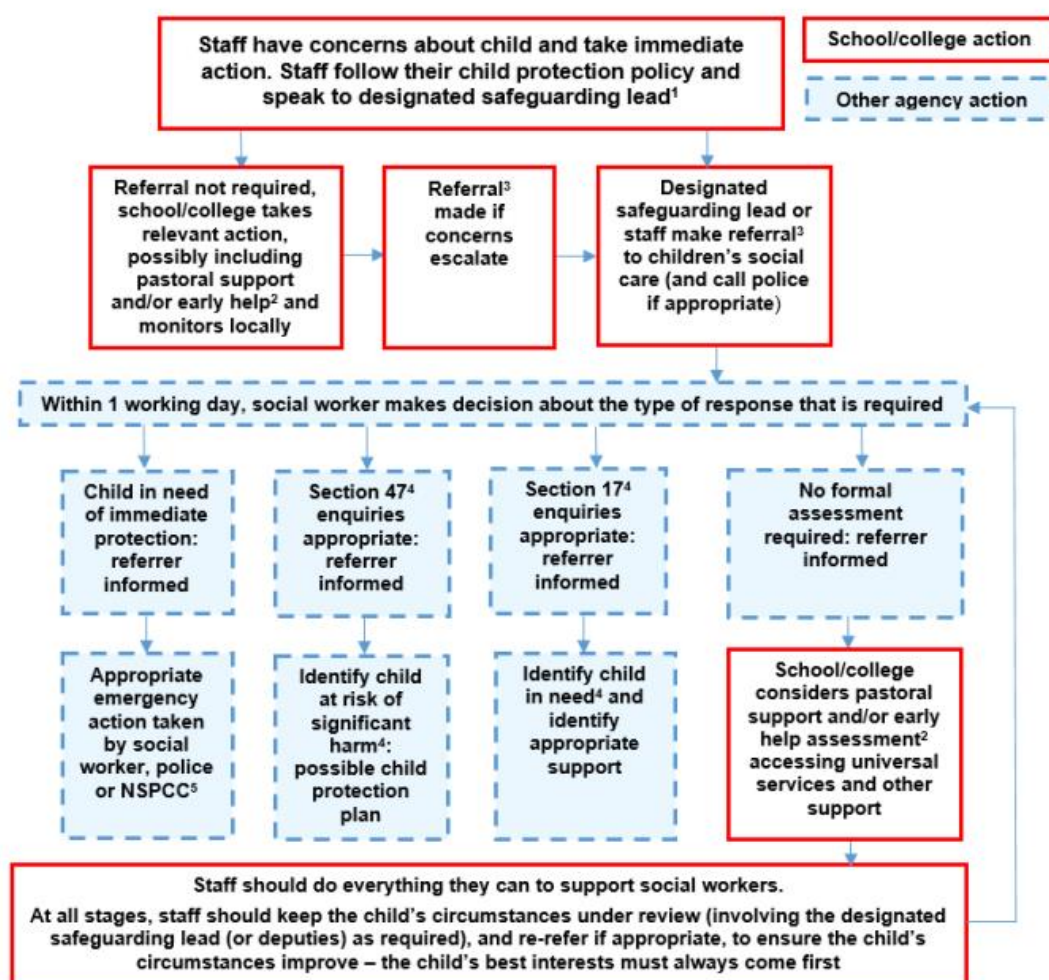 Staff have concerns about child and take immediate
action. Staff follow their child protection policy and
speak to designated safeguarding lead¹
School/college action
Other agency action
Referral not required,
school/college takes
relevant action,
possibly including
pastoral support
and/or early help² and
monitors locally
Referral³
made if
concerns
escalate
Designated
safeguarding lead or
staff make referral³
to children's social
care (and call police
if appropriate)
Within 1 working day, social worker makes decision about the type of response that is required
Child in need
of immediate
protection:
referrer
informed
Section 47⁴
enquiries
appropriate:
referrer
informed
Section 17⁴
enquiries
appropriate:
referrer
informed
No formal
assessment
required: referrer
informed
Appropriate
emergency
action taken
by social
worker, police
or NSPCC⁵
Identify child
at risk of
significant
harm⁴:
possible child
protection
plan
Identify child
in need⁴ and
identify
appropriate
support
School/college
considers pastoral
support and/or early
help assessment²
accessing universal
services and other
support
Staff should do everything they can to support social workers.
At all stages, staff should keep the child's circumstances under review (involving the designated
safeguarding lead (or deputies) as required), and re-refer if appropriate, to ensure the child's
circumstances improve – the child's best interests must always come first